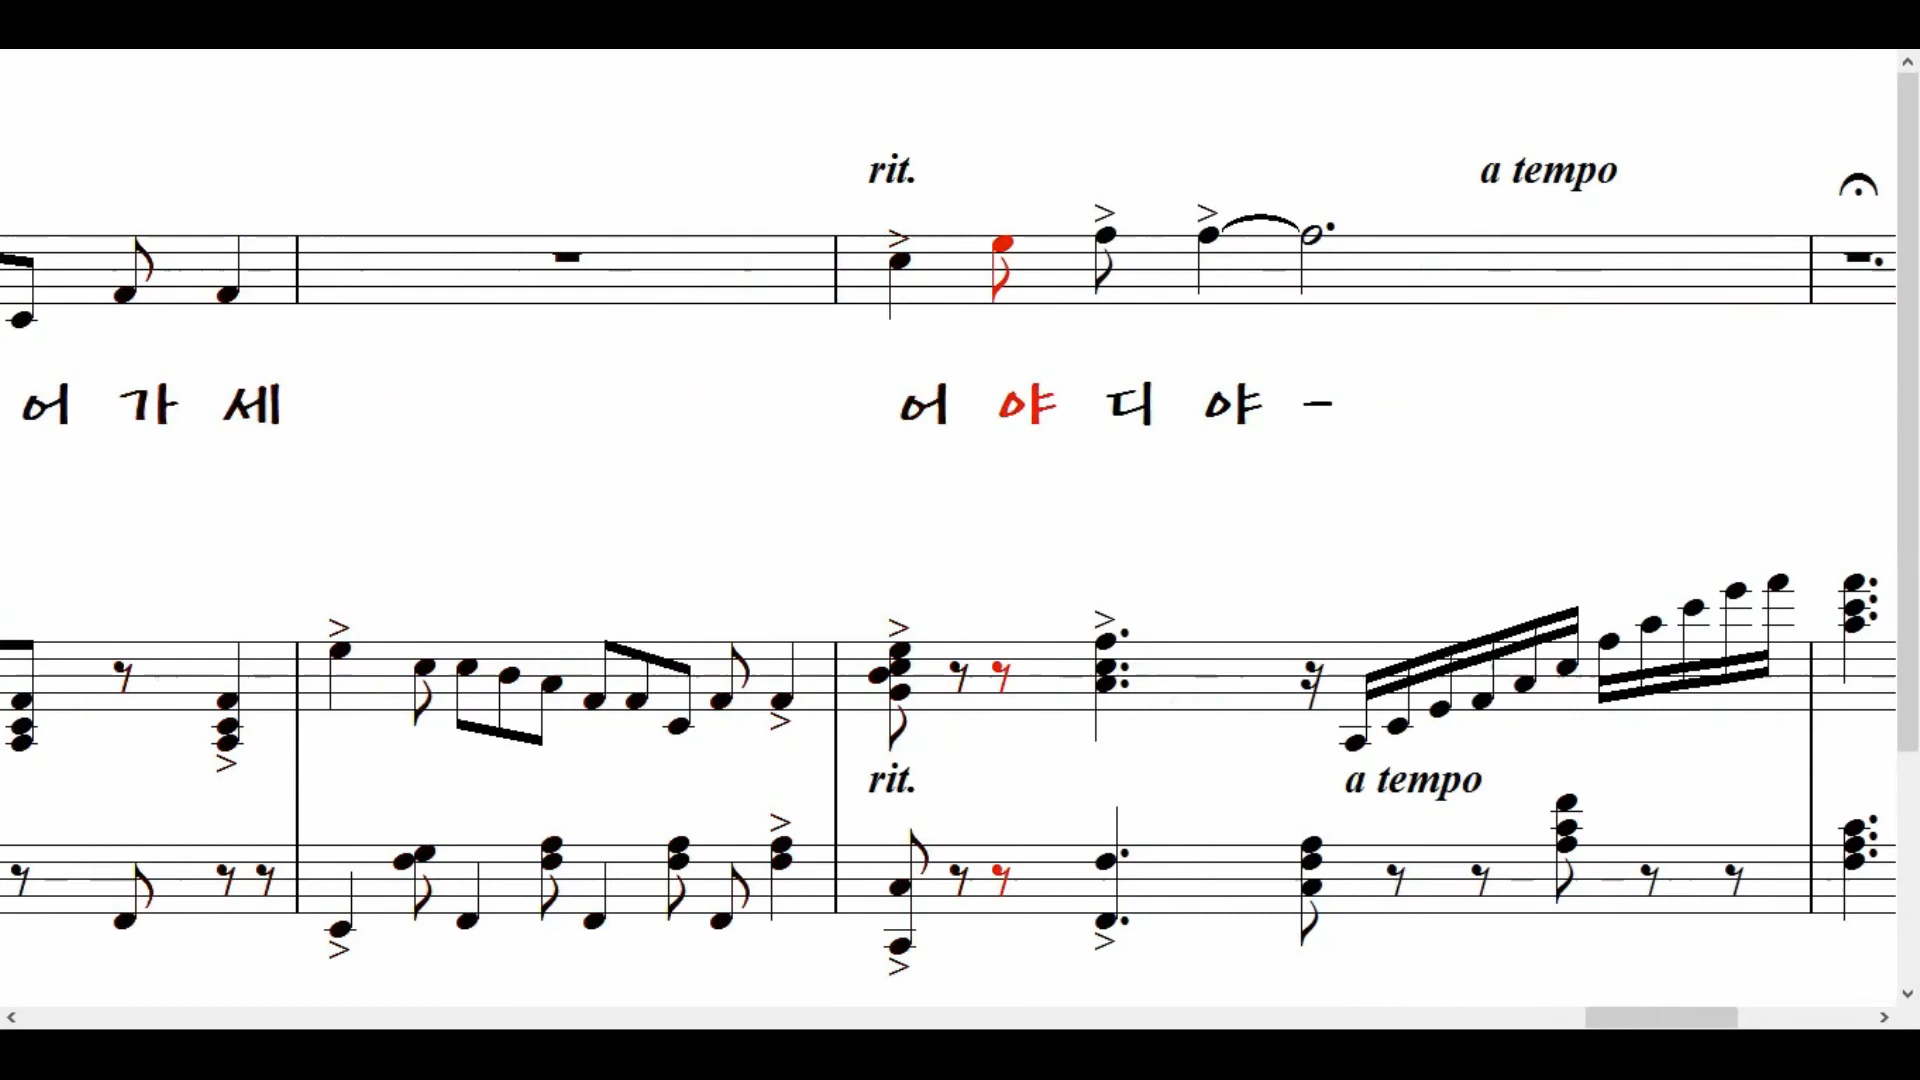 rit. a tempo
어 가 세 어 야 디 야 -
rit. a tempo